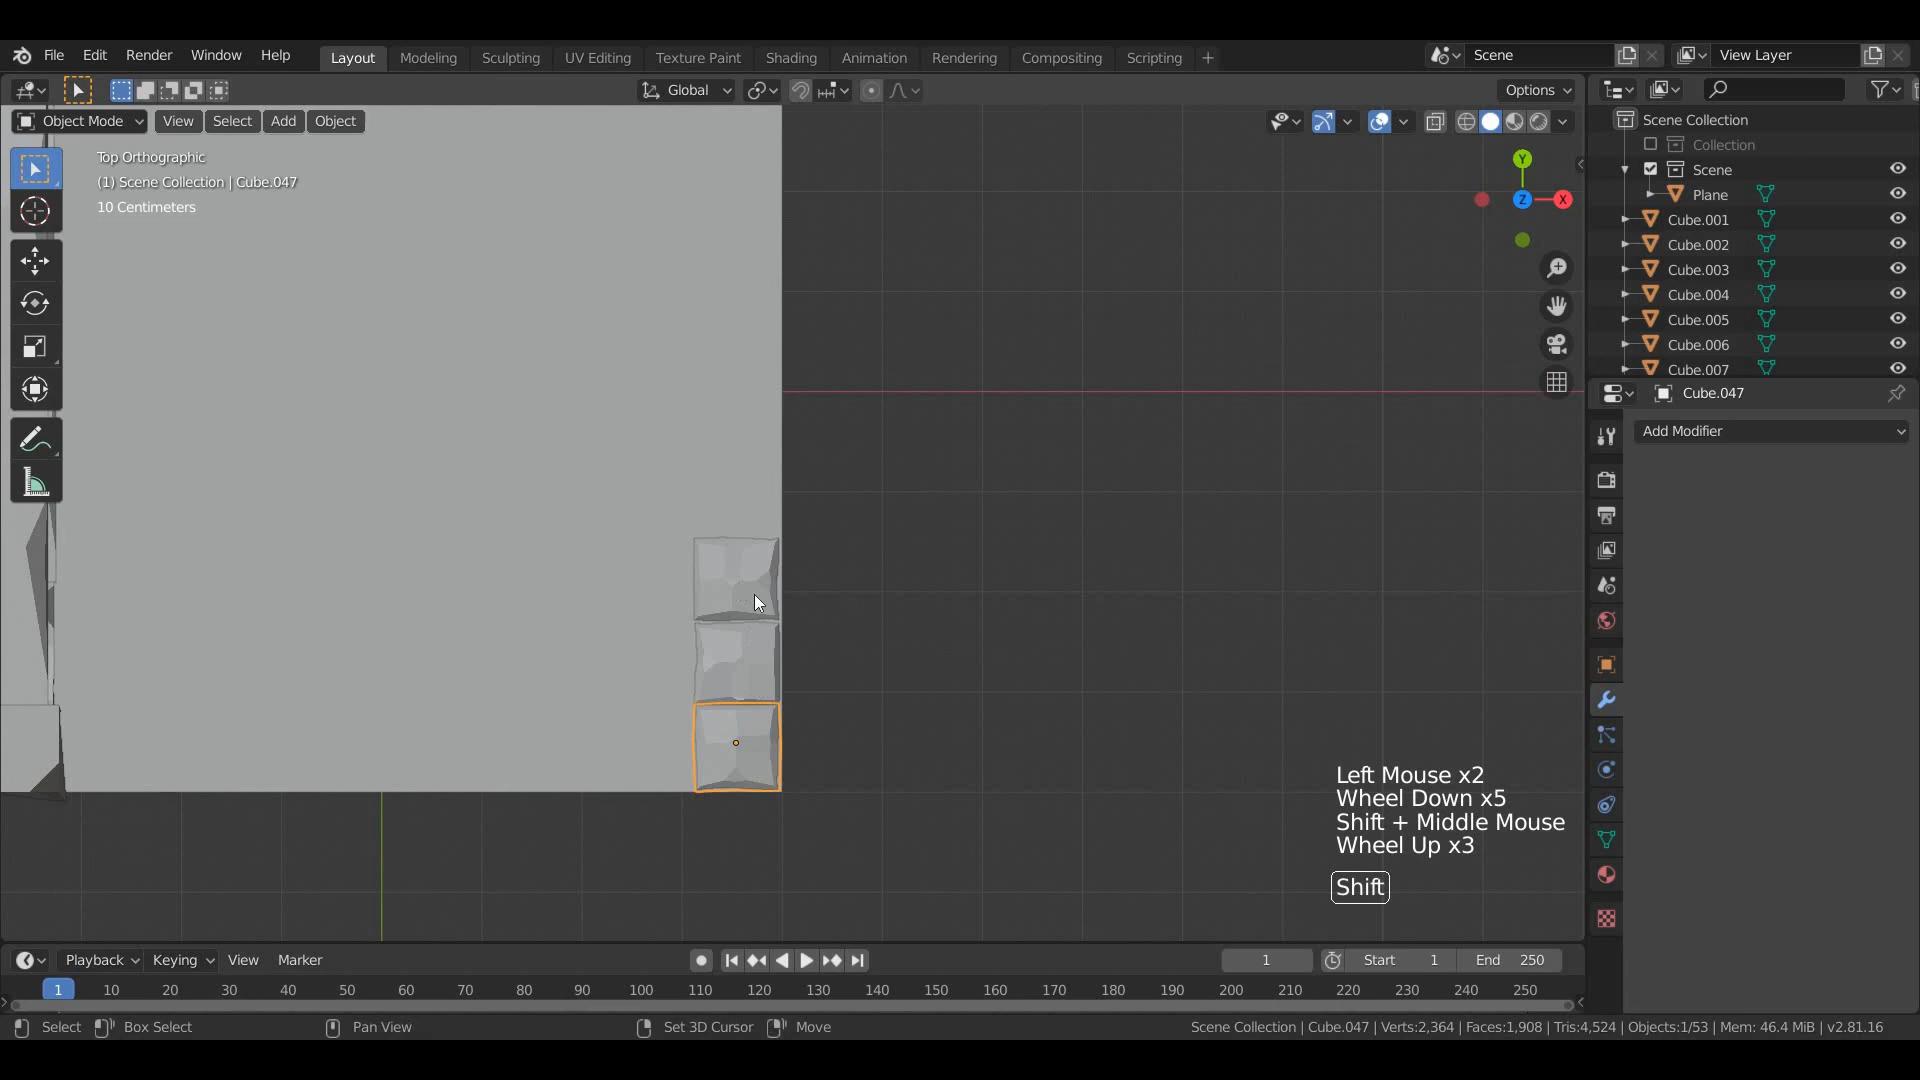 File Edit Render Window Help Layout Modeling Sculpting UV Editing Texture Paint Shading Animation Rendering Compositing Scripting + Scene View Layer
Global Options
Object Mode View Select Add Object
Top Orthographic
(1) Scene Collection | Cube.047
10 Centimeters
Y
Z
X
Scene Collection
Collection
Scene
Plane
Cube.001
Cube.002
Cube.003
Cube.004
Cube.005
Cube.006
Cube.007
Cube.047
Add Modifier
Left Mouse x2
Wheel Down x5
Shift + Middle Mouse
Wheel Up x3
Shift
Playback Keying View Marker 1 Start 1 End 250
1 10 20 30 40 50 60 70 80 90 100 110 120 130 140 150 160 170 180 190 200 210 220 230 240 250
Select Box Select Pan View Set 3D Cursor Move Scene Collection | Cube.047 | Verts:2,364 | Faces:1,908 | Tris:4,524 | Objects:1/53 | Mem: 46.4 MiB | v2.81.16